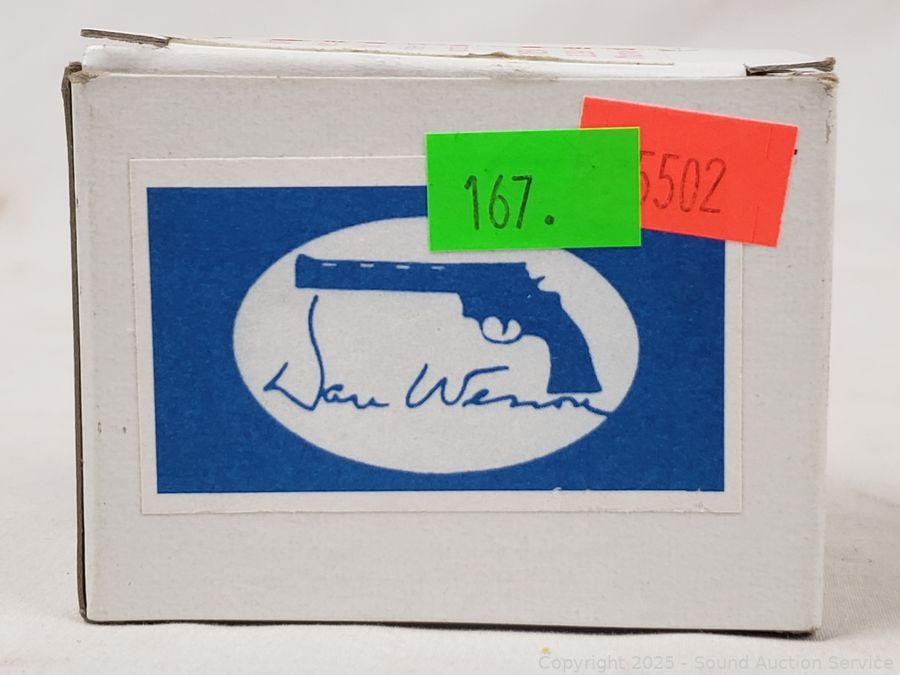 167.
5502
Dan Wesson
Copyright 2025 - Sound Auction Service